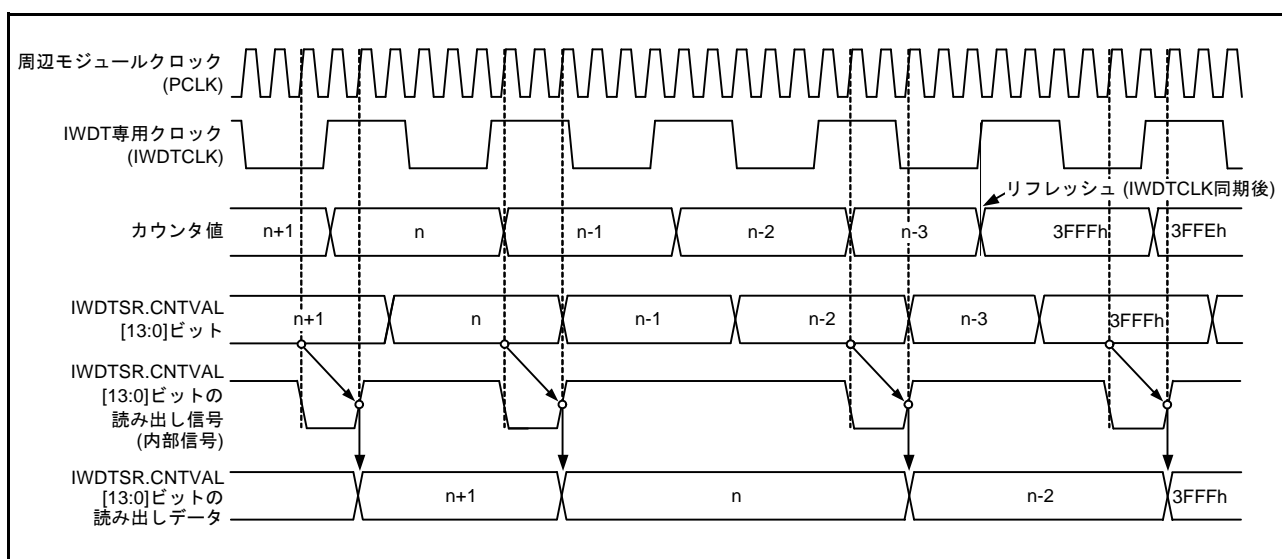 周辺モジュールクロック
(PCLK)
IWDT専用クロック
(IWDTCLK)
リフレッシュ (IWDTCLK同期後)
カウンタ値
n+1
n
n-1
n-2
n-3
3FFFh
3FFEh
IWDTSR.CNTVAL
[13:0]ビット
n+1
n
n-1
n-2
n-3
3FFFh
IWDTSR.CNTVAL
[13:0]ビットの
読み出し信号
(内部信号)
IWDTSR.CNTVAL
[13:0]ビットの
読み出しデータ
n+1
n
n-2
3FFFh